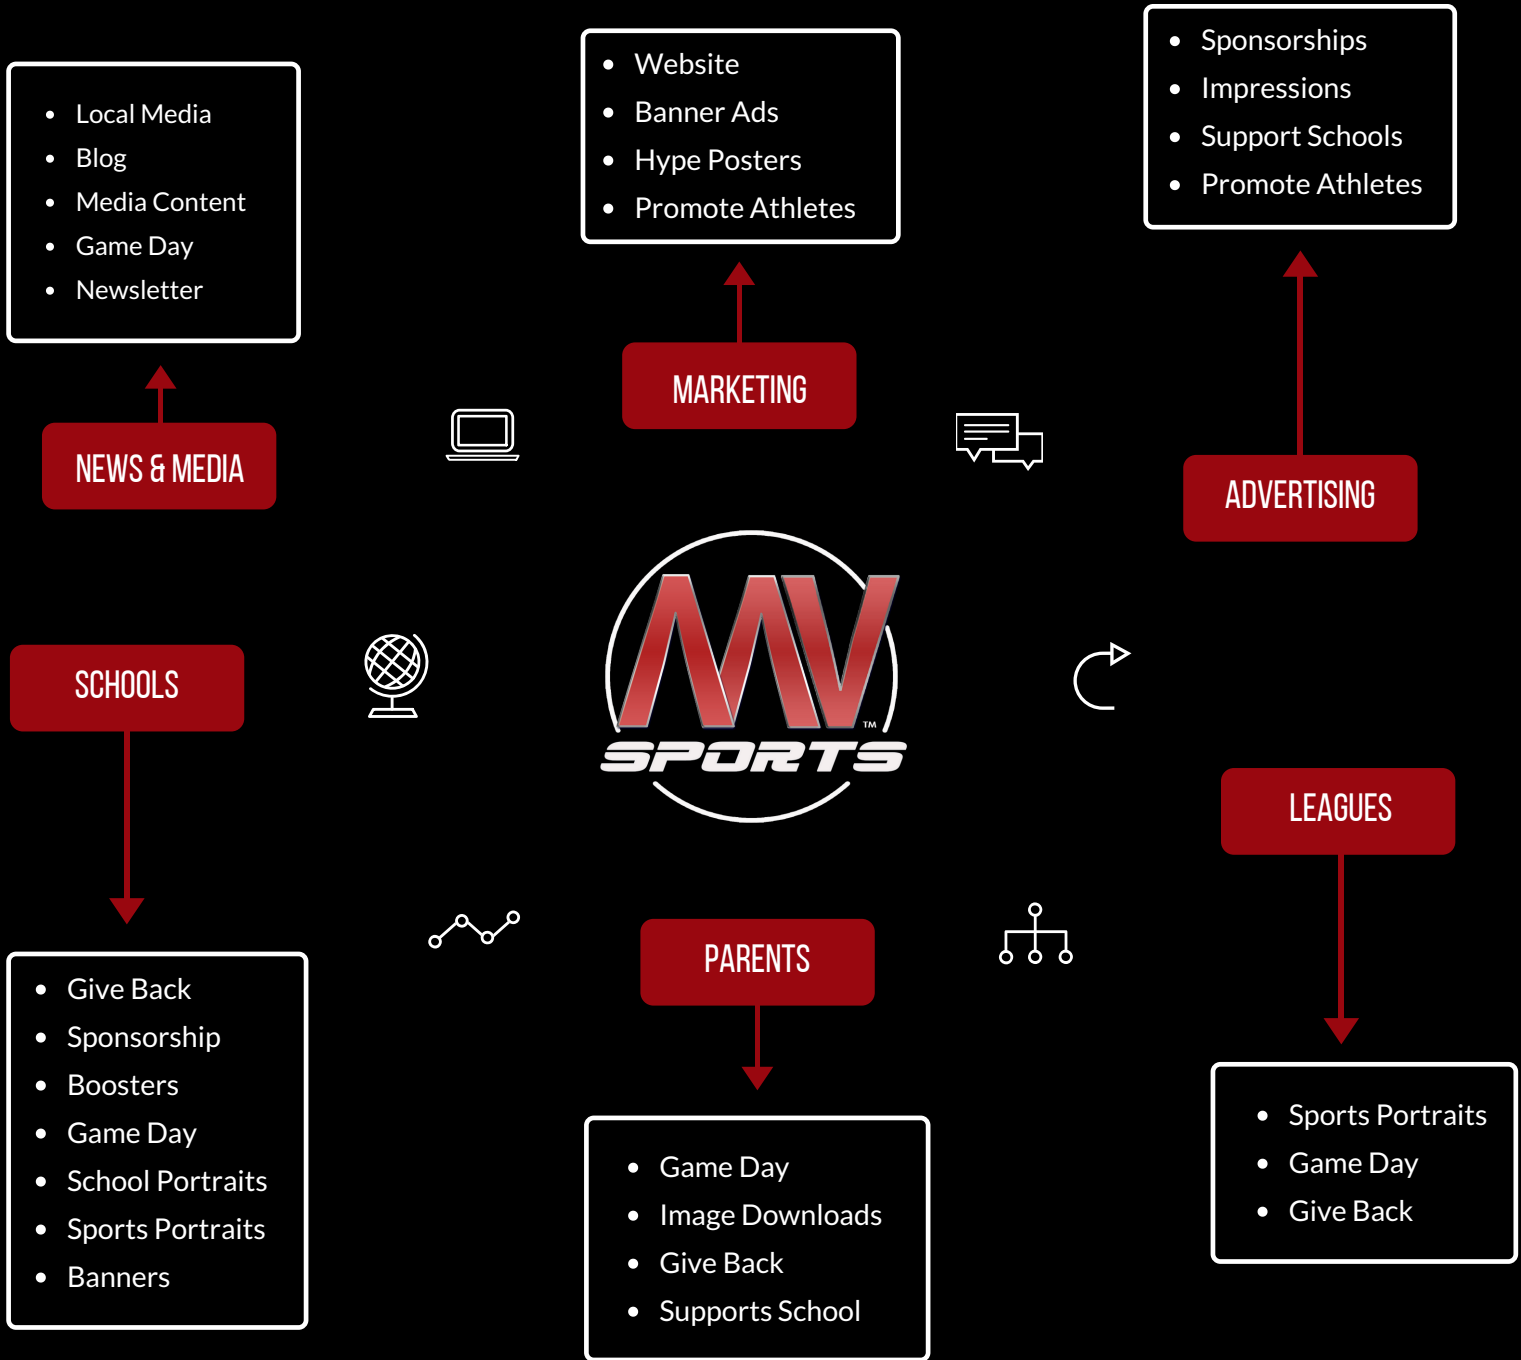 • Local Media
• Blog
• Media Content
• Game Day
• Newsletter
NEWS & MEDIA
• Website
• Banner Ads
• Hype Posters
• Promote Athletes
MARKETING
• Sponsorships
• Impressions
• Support Schools
• Promote Athletes
ADVERTISING
MV
TM
SPORTS
SCHOOLS
• Give Back
• Sponsorship
• Boosters
• Game Day
• School Portraits
• Sports Portraits
• Banners
PARENTS
• Game Day
• Image Downloads
• Give Back
• Supports School
LEAGUES
• Sports Portraits
• Game Day
• Give Back